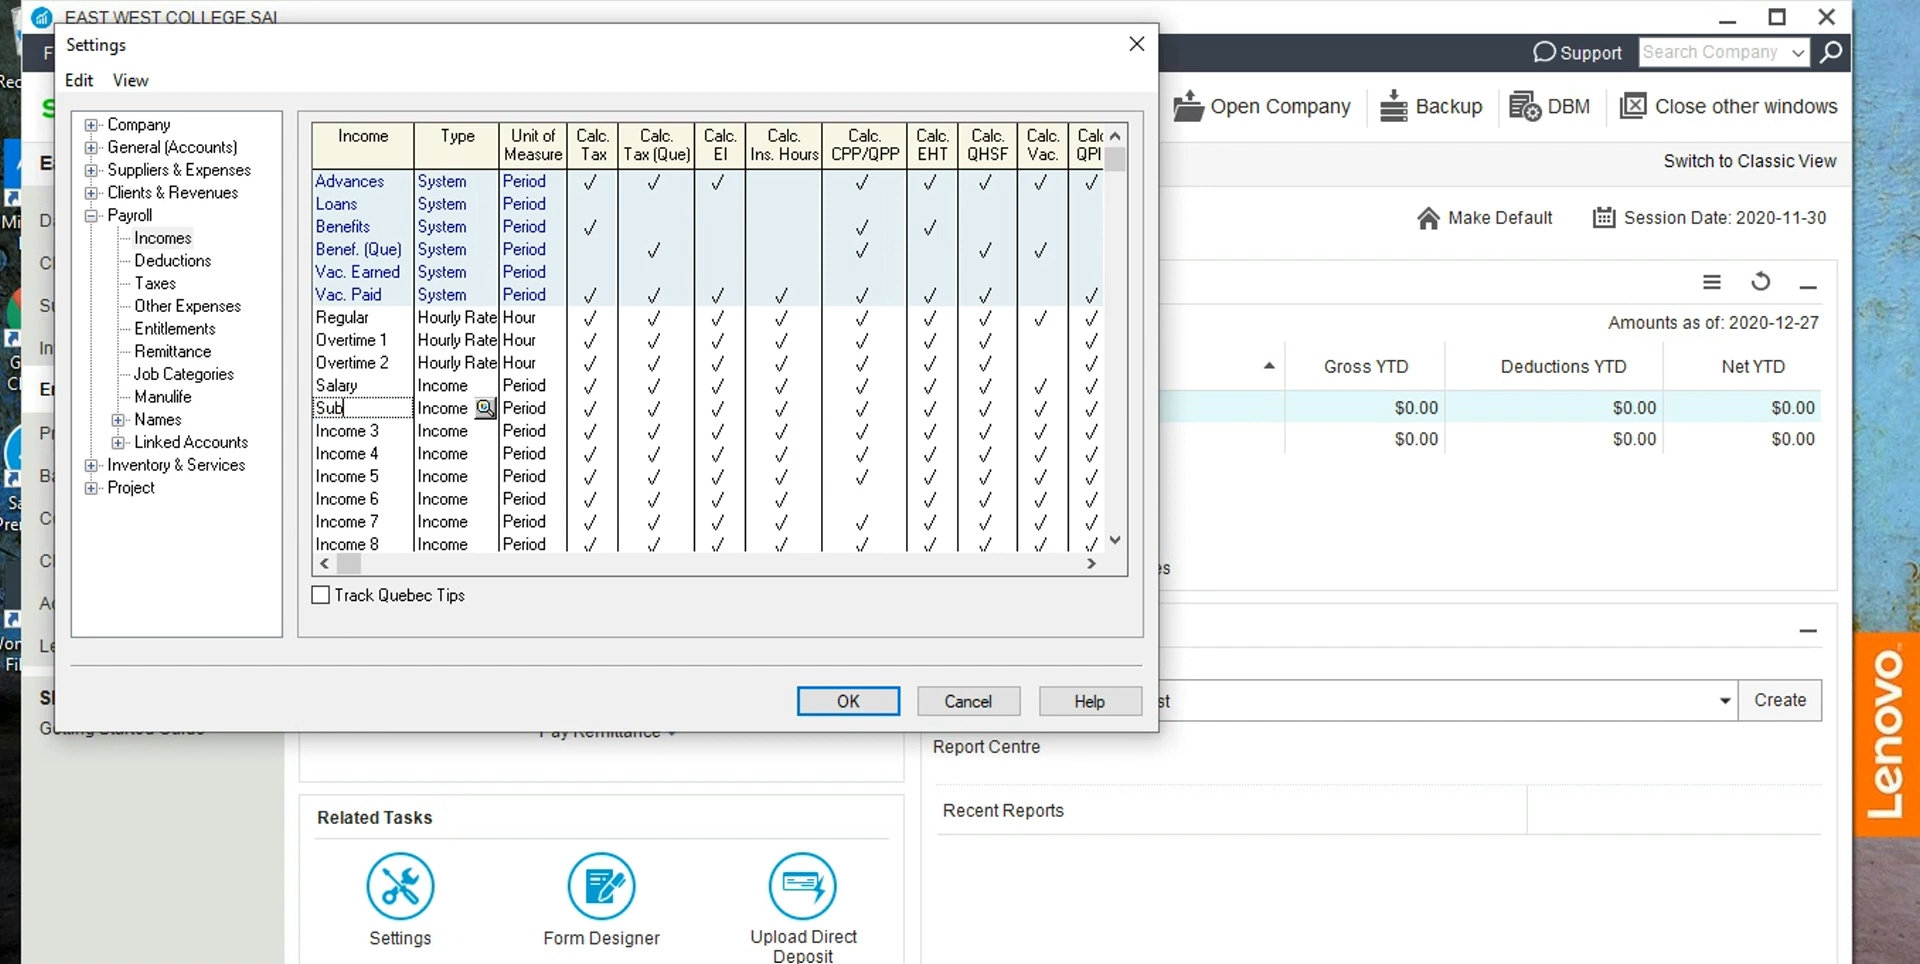 EAST WEST COLLEGE.SAI
Settings
Edit View
Support
Search Company
Open Company
Backup
DBM
Close other windows
Switch to Classic View
Make Default
Session Date: 2020-11-30
Amounts as of: 2020-12-27
Gross YTD Deductions YTD Net YTD
$0.00 $0.00 $0.00
$0.00 $0.00 $0.00
Company
General (Accounts)
Suppliers & Expenses
Clients & Revenues
Payroll
Incomes
Deductions
Taxes
Other Expenses
Entitlements
Remittance
Job Categories
Manulife
Names
Linked Accounts
Inventory & Services
Project
Income Type Unit of Measure Calc. Tax Calc. Tax (Que) Calc. EI Calc. Ins. Hours Calc. CPP/QPP Calc. EHT Calc. QHSF Calc. Vac. Calc QPI
Advances System Period ✓ ✓ ✓ ✓ ✓ ✓ ✓ ✓
Loans System Period
Benefits System Period ✓ ✓ ✓
Benef. (Que) System Period ✓ ✓ ✓ ✓
Vac. Earned System Period
Vac. Paid System Period ✓ ✓ ✓ ✓ ✓ ✓ ✓ ✓
Regular Hourly Rate Hour ✓ ✓ ✓ ✓ ✓ ✓ ✓ ✓ ✓
Overtime 1 Hourly Rate Hour ✓ ✓ ✓ ✓ ✓ ✓ ✓ ✓
Overtime 2 Hourly Rate Hour ✓ ✓ ✓ ✓ ✓ ✓ ✓ ✓
Salary Income Period ✓ ✓ ✓ ✓ ✓ ✓ ✓ ✓ ✓
Sub Income Period ✓ ✓ ✓ ✓ ✓ ✓ ✓ ✓ ✓
Income 3 Income Period ✓ ✓ ✓ ✓ ✓ ✓ ✓ ✓ ✓
Income 4 Income Period ✓ ✓ ✓ ✓ ✓ ✓ ✓ ✓ ✓
Income 5 Income Period ✓ ✓ ✓ ✓ ✓ ✓ ✓ ✓ ✓
Income 6 Income Period ✓ ✓ ✓ ✓ ✓ ✓ ✓ ✓
Income 7 Income Period ✓ ✓ ✓ ✓ ✓ ✓ ✓ ✓ ✓
Income 8 Income Period ✓ ✓ ✓ ✓ ✓ ✓ ✓ ✓ ✓
Track Quebec Tips
OK Cancel Help
Create
Pay Remittance
Report Centre
Recent Reports
Related Tasks
Settings
Form Designer
Upload Direct
Deposit
Lenovo